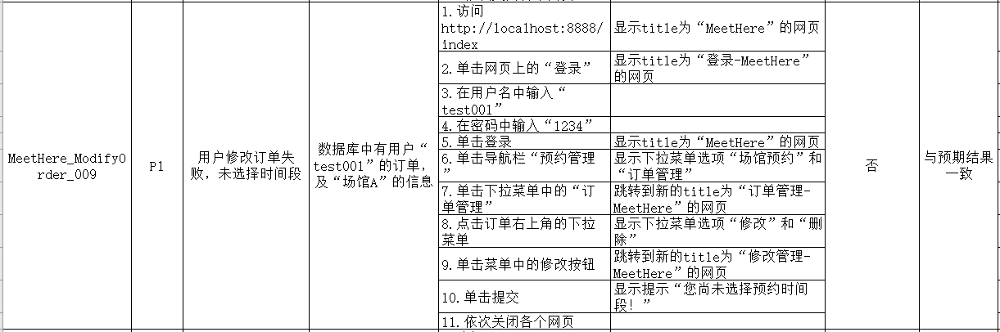 MeetHere_ModifyO
rder_009
P1
用户修改订单失
败，未选择时间段
数据库中有用户“
test001”的订单，
及“场馆A”的信息
1.访问
http://localhost:8888/
index
显示title为“MeetHere”的网页
2.单击网页上的“登录”
显示title为“登录-MeetHere”
的网页
3.在用户名中输入“
test001”
4.在密码中输入“1234”
5.单击登录
显示title为“MeetHere”的网页
6.单击导航栏“预约管理
”
显示下拉菜单选项“场馆预约”和
“订单管理”
7.单击下拉菜单中的“订
单管理”
跳转到新的title为“订单管理-
MeetHere”的网页
8.点击订单右上角的下拉
菜单
显示下拉菜单选项“修改”和“删
除”
9.单击菜单中的修改按钮
跳转到新的title为“修改管理-
MeetHere”的网页
10.单击提交
显示提示“您尚未选择预约时间
段！”
11.依次关闭各个网页
否
与预期结果
一致